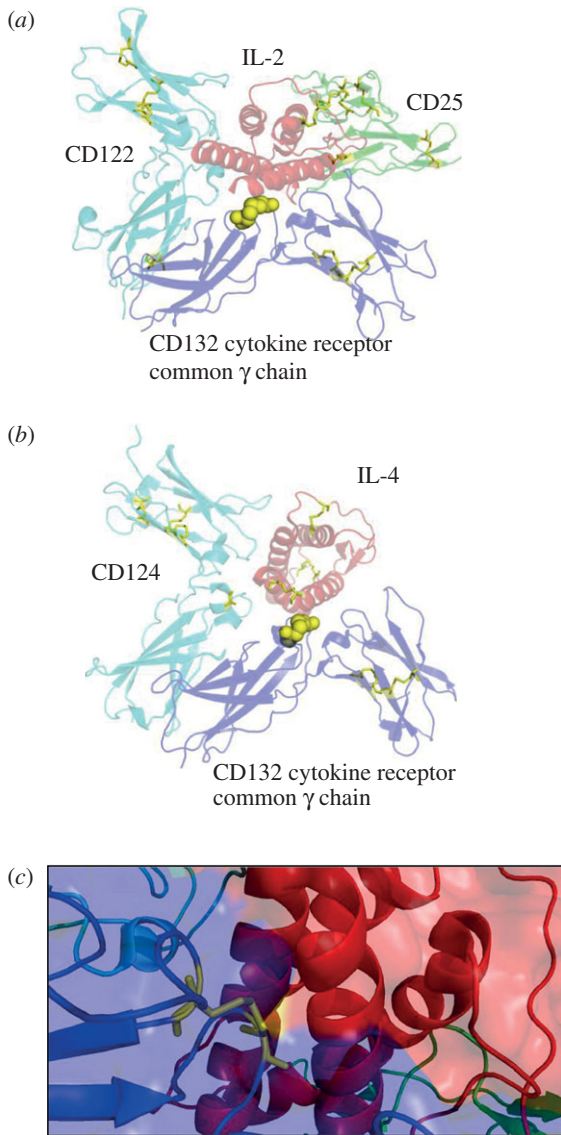 (a)
IL-2
CD25
CD122
CD132 cytokine receptor
common γ chain
(b)
IL-4
CD124
CD132 cytokine receptor
common γ chain
(c)